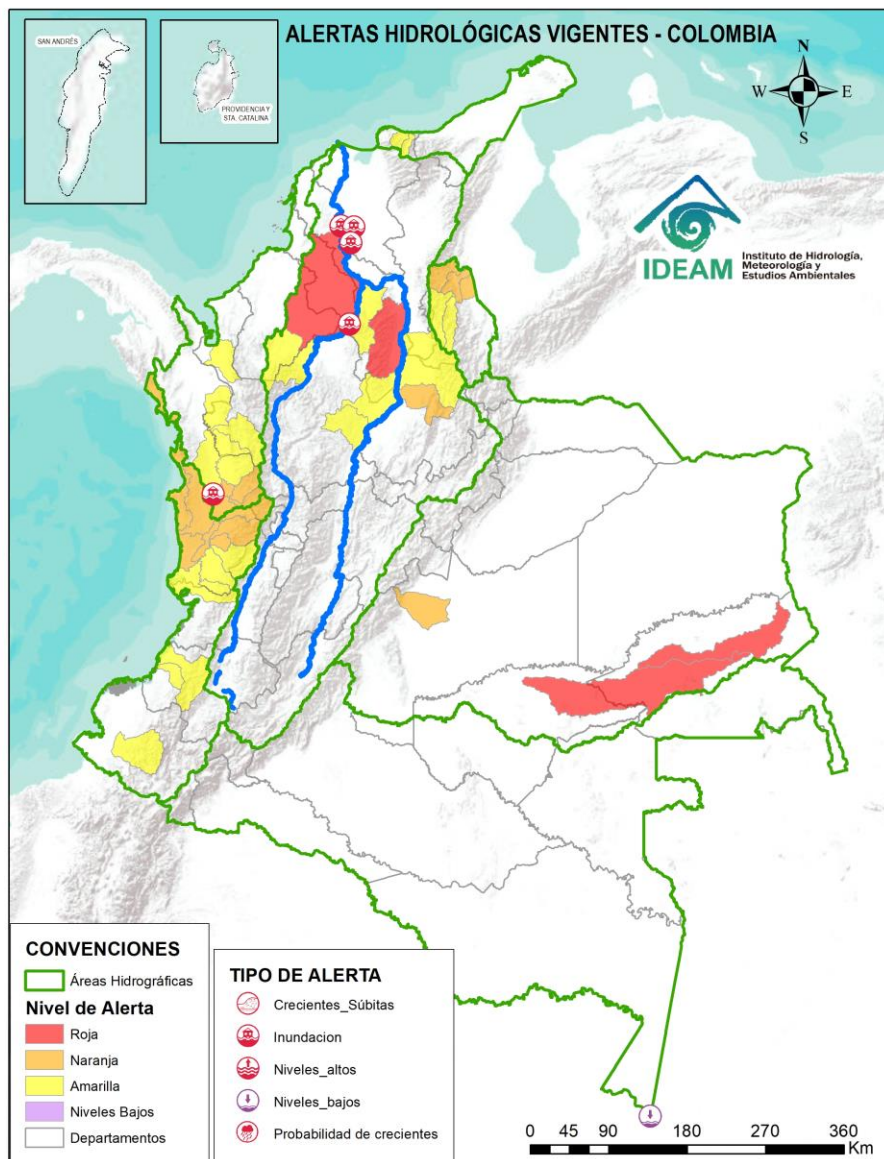 ALERTAS HIDROLÓGICAS VIGENTES - COLOMBIA
SAN ANDRÉS
PROVIDENCIA Y
STA. CATALINA
N
W
E
S
IDEAM
Instituto de Hidrología,
Meteorología y
Estudios Ambientales
CONVENCIONES
Áreas Hidrográficas
Nivel de Alerta
Roja
Naranja
Amarilla
Niveles Bajos
Departamentos
TIPO DE ALERTA
Crecientes_Súbitas
Inundacion
Niveles_altos
Niveles_bajos
Probabilidad de crecientes
0 45 90 180 270 360
Km